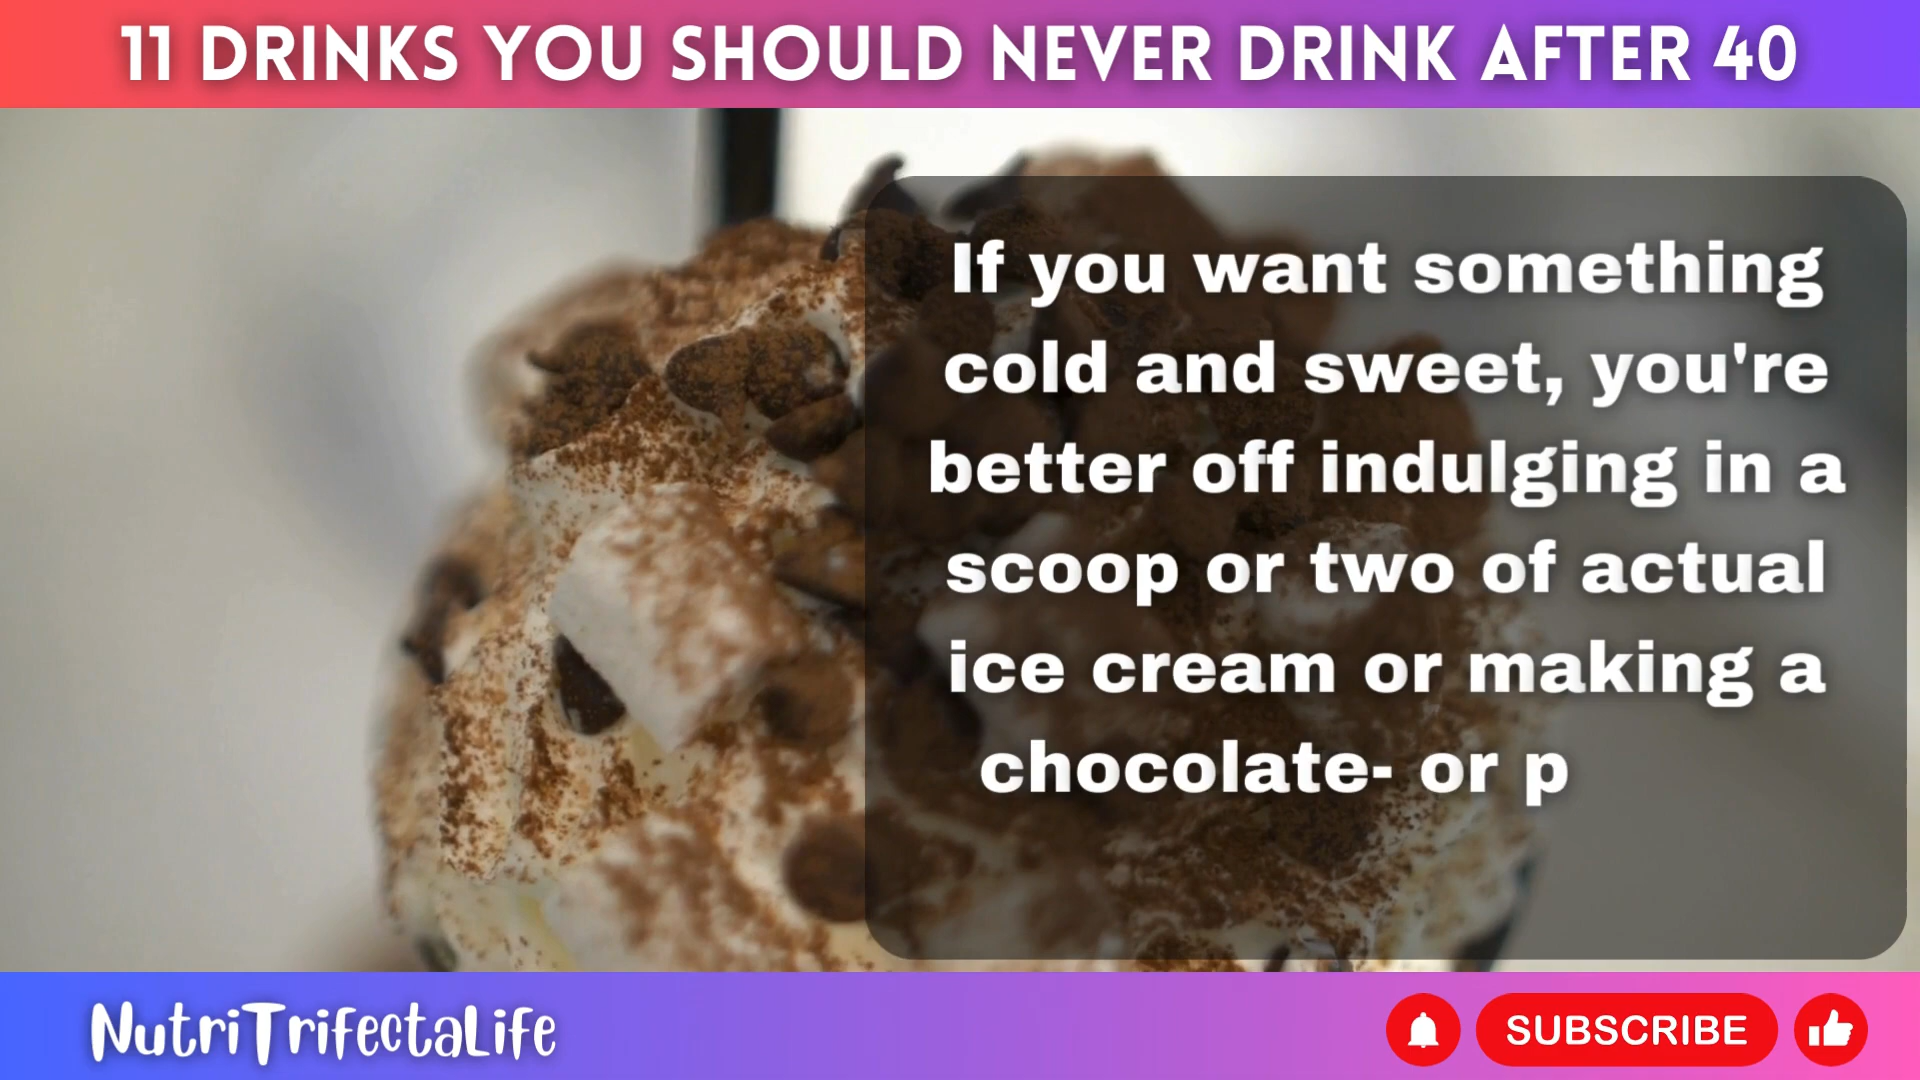 11 DRINKS YOU SHOULD NEVER DRINK AFTER 40
If you want something
cold and sweet, you're
better off indulging in a
scoop or two of actual
ice cream or making a
chocolate- or p
NutriTrifectaLife
SUBSCRIBE